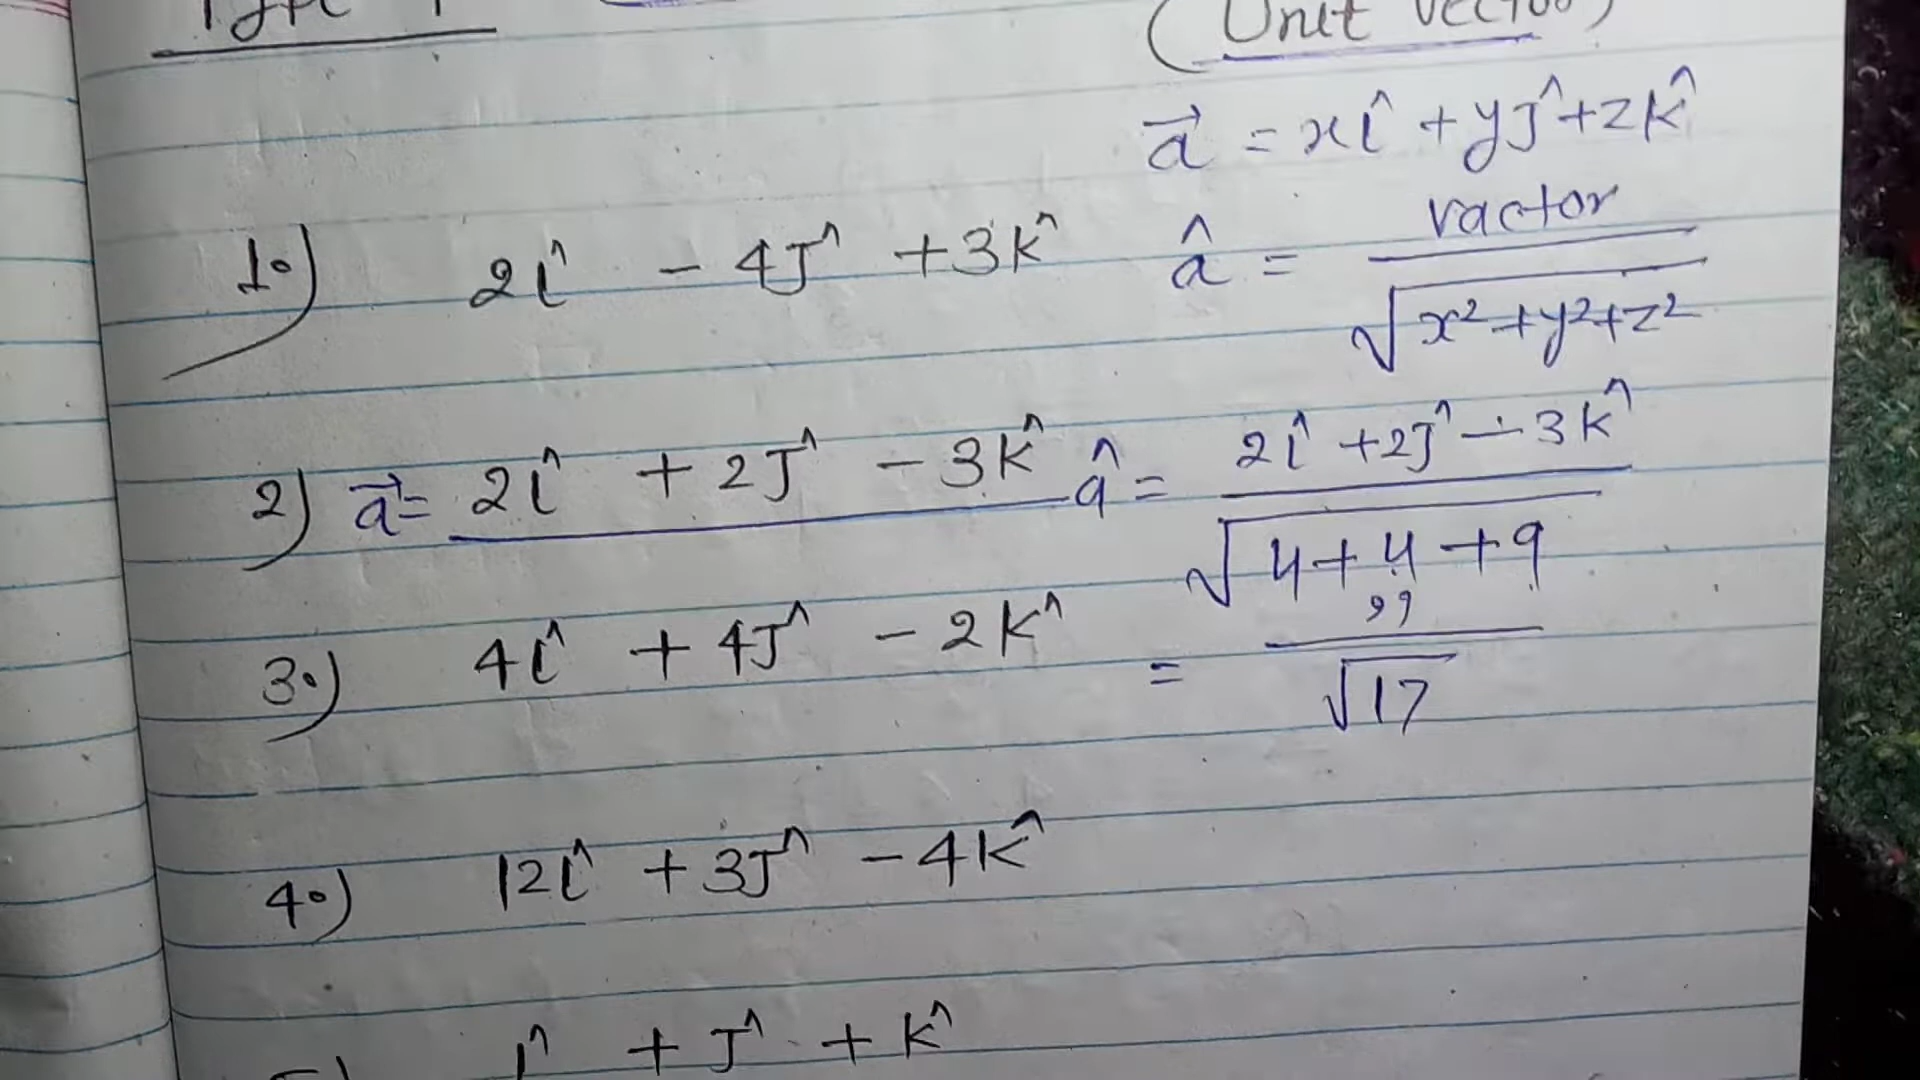 (Unit vector)
a⃗ = xî + yĵ + zk̂
1.) 2î - 4ĵ + 3k̂
â = vactor / √x²+y²+z²
2) a⃗ = 2î + 2ĵ - 3k̂
â = 2î + 2ĵ - 3k̂ / √4+4+9
3.) 4î + 4ĵ - 2k̂
= ,, / √17
4.) 12î + 3ĵ - 4k̂
î + ĵ + k̂